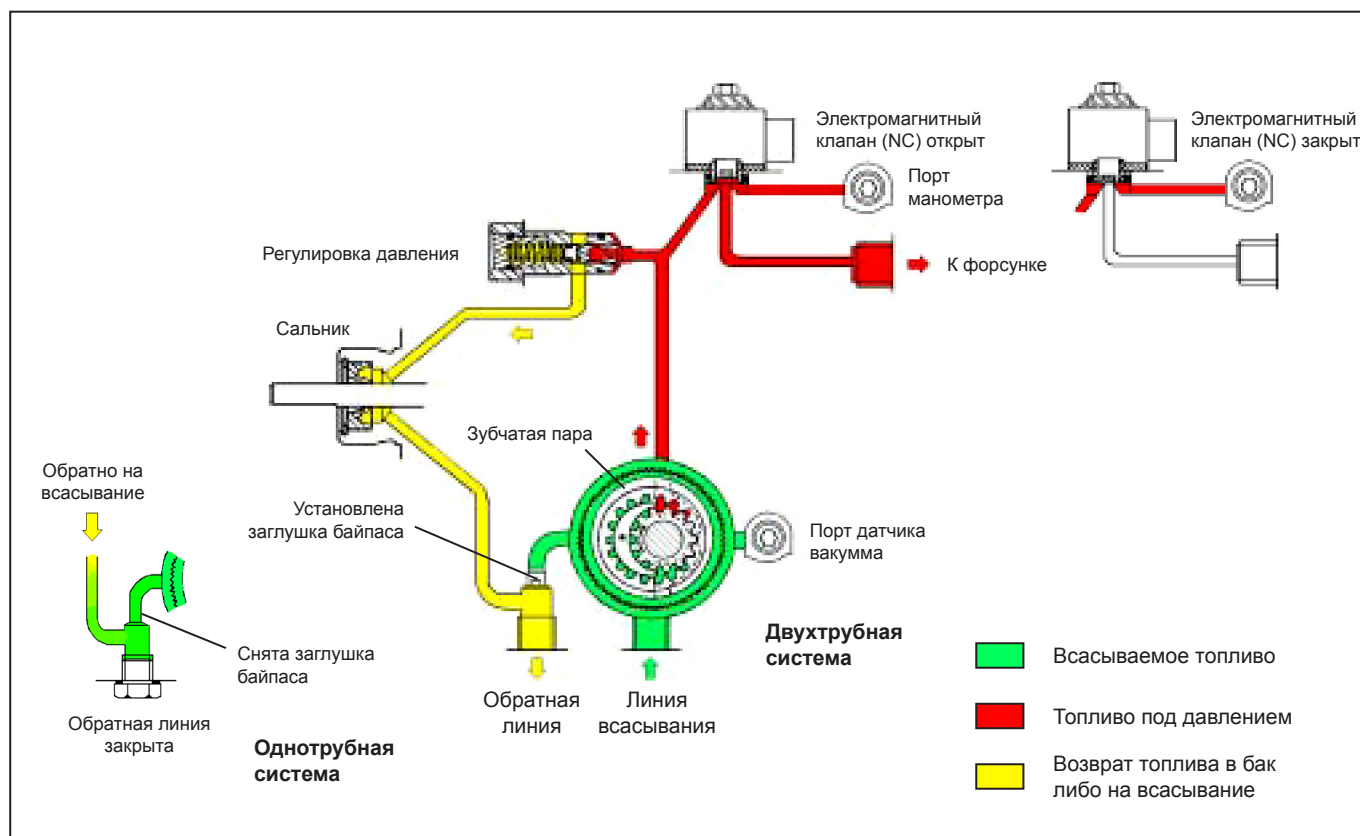 Электромагнитный
клапан (NC) открыт
Электромагнитный
клапан (NC) закрыт
Порт
манометра
Регулировка давления
К форсунке
Сальник
Зубчатая пара
Обратно на
всасывание
Установлена
заглушка байпаса
Порт датчика
вакумма
Снята заглушка
байпаса
Двухтрубная
система
Обратная
линия
Линия
всасывания
Обратная линия
закрыта
Однотрубная
система
Всасываемое топливо
Топливо под давлением
Возврат топлива в бак
либо на всасывание